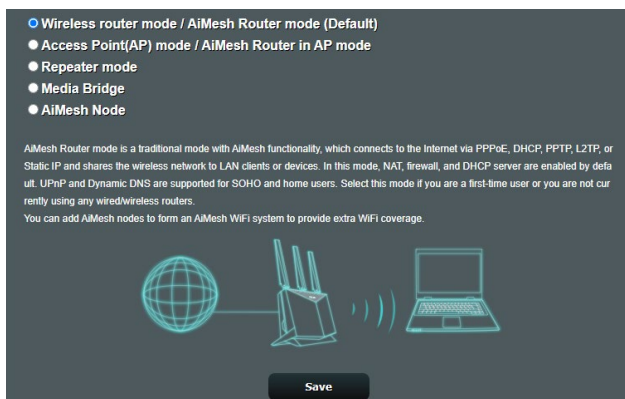 Wireless router mode / AiMesh Router mode (Default)
Access Point(AP) mode / AiMesh Router in AP mode
Repeater mode
Media Bridge
AiMesh Node
AiMesh Router mode is a traditional mode with AiMesh functionality, which connects to the Internet via PPPoE, DHCP, PPTP, L2TP, or
Static IP and shares the wireless network to LAN clients or devices. In this mode, NAT, firewall, and DHCP server are enabled by defa
ult. UPnP and Dynamic DNS are supported for SOHO and home users. Select this mode if you are a first-time user or you are not cur
rently using any wired/wireless routers.
You can add AiMesh nodes to form an AiMesh WiFi system to provide extra WiFi coverage.
Save